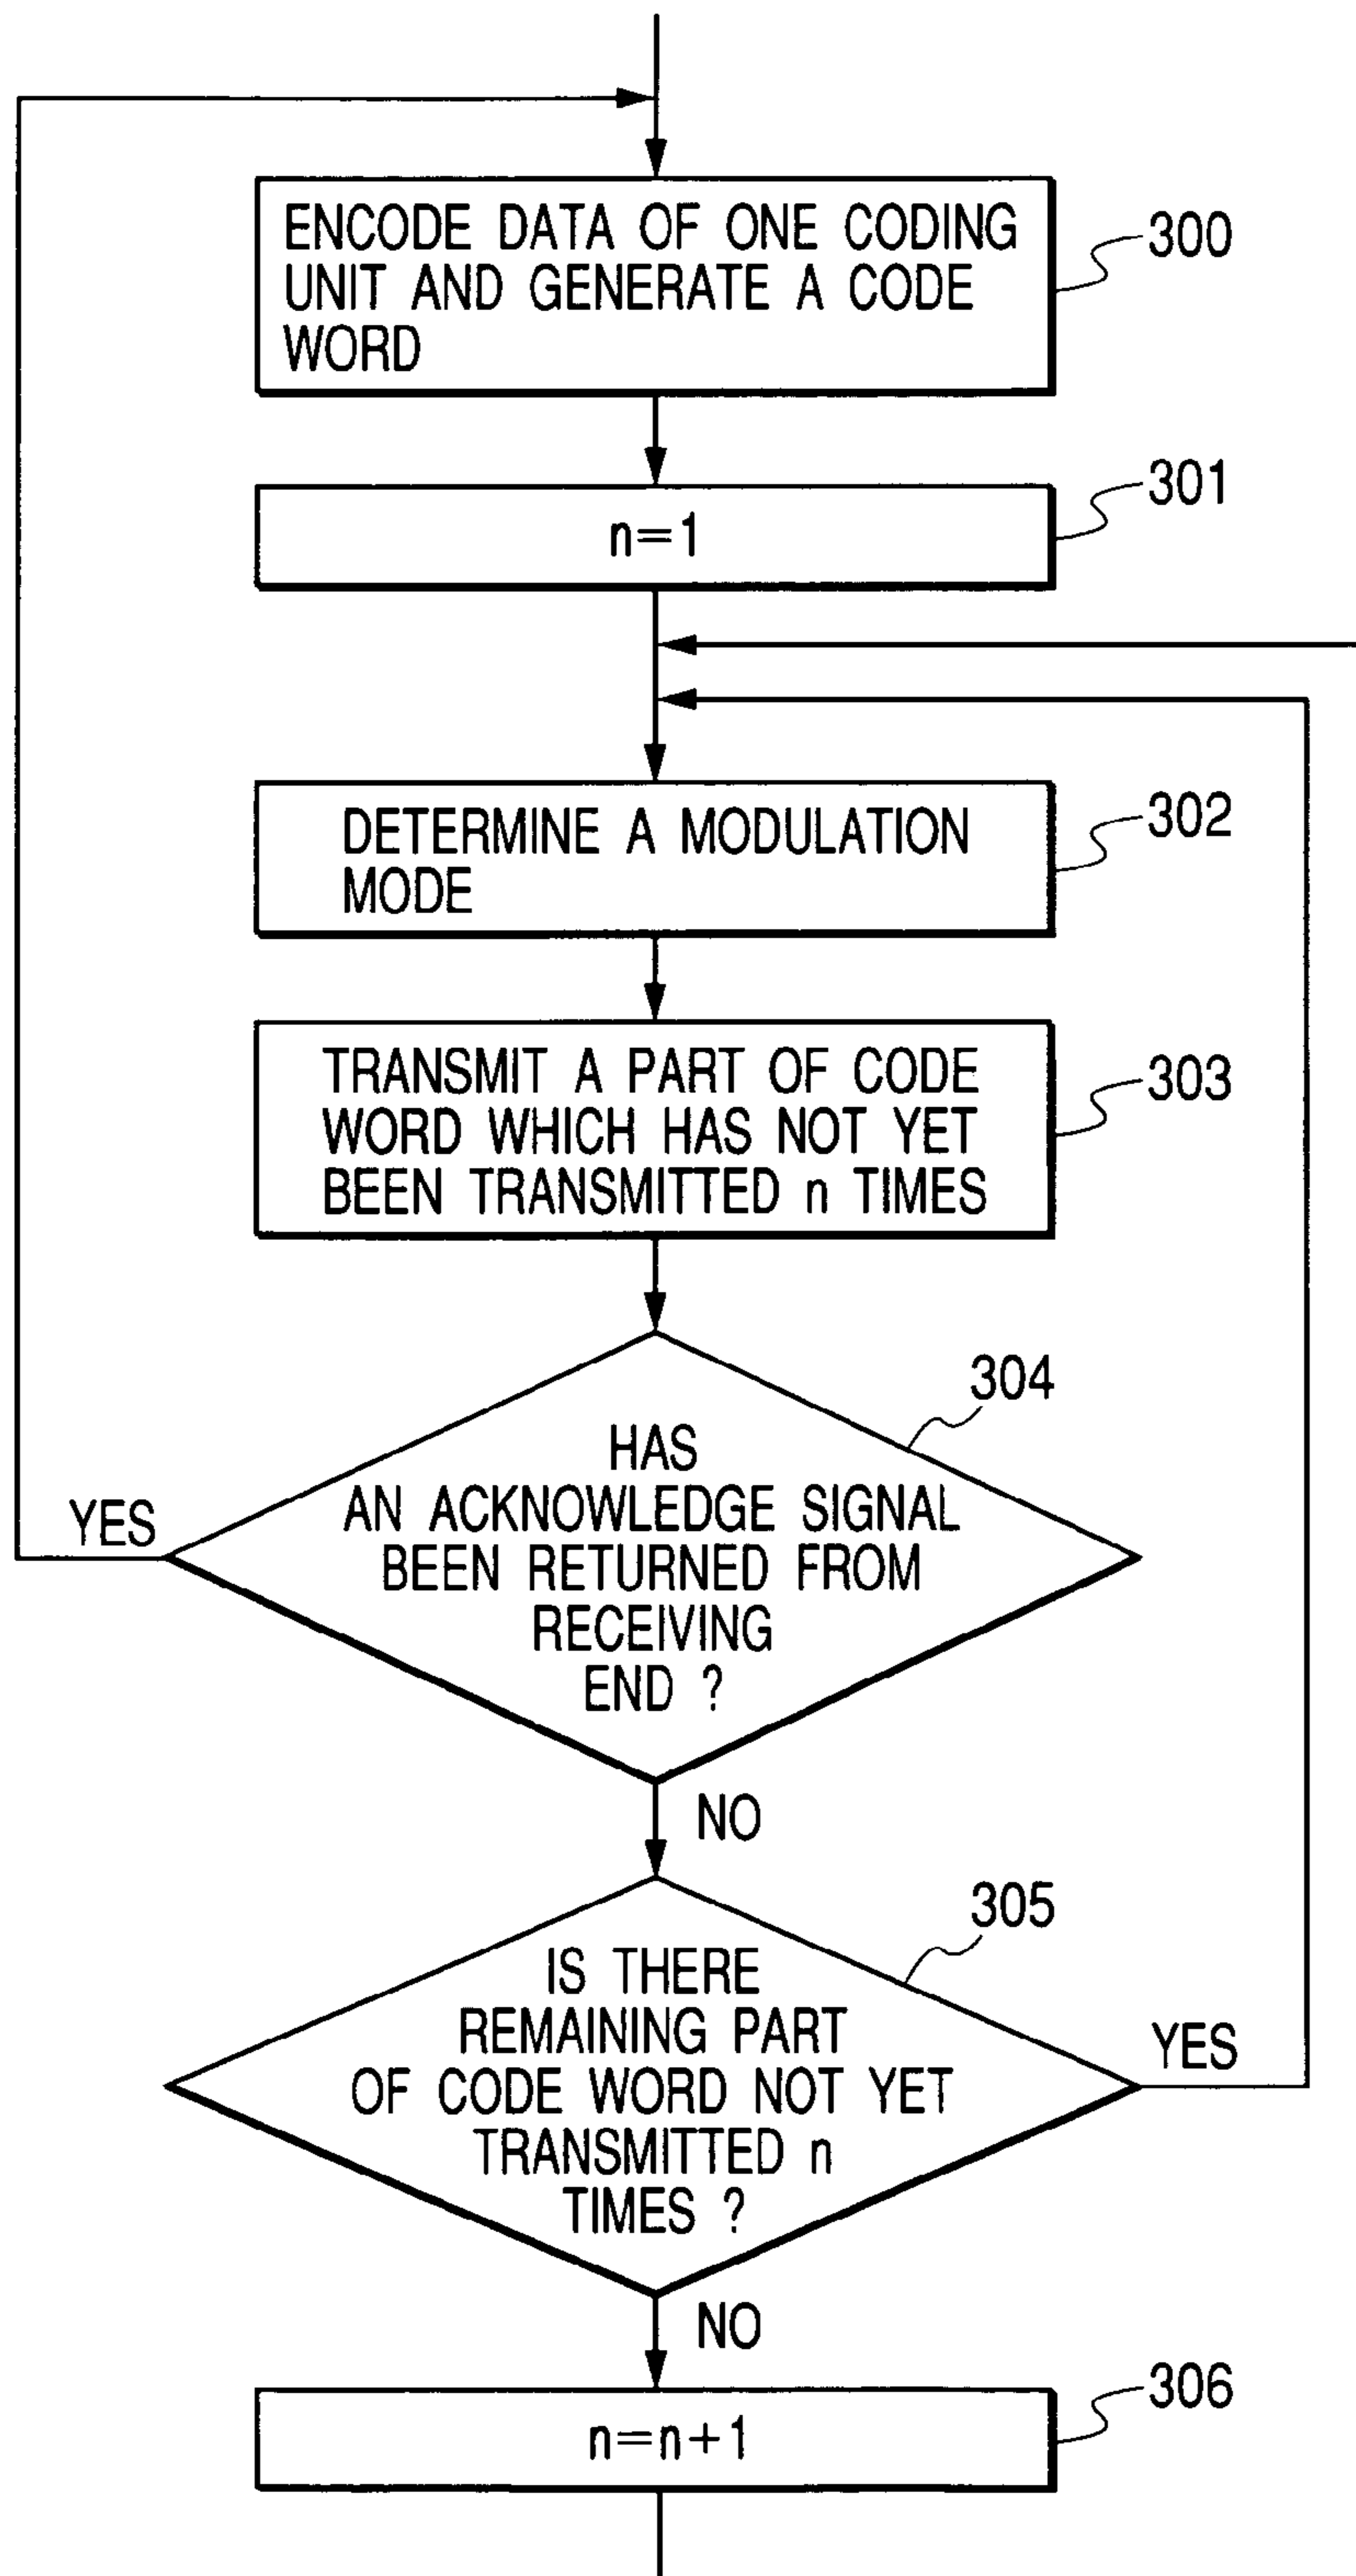 ENCODE DATA OF ONE CODING
UNIT AND GENERATE A CODE
WORD
300
n=1
301
DETERMINE A MODULATION
MODE
302
TRANSMIT A PART OF CODE
WORD WHICH HAS NOT YET
BEEN TRANSMITTED n TIMES
303
304
HAS
AN ACKNOWLEDGE SIGNAL
BEEN RETURNED FROM
RECEIVING
END ?
YES
NO
305
IS THERE
REMAINING PART
OF CODE WORD NOT YET
TRANSMITTED n
TIMES ?
YES
NO
n=n+1
306